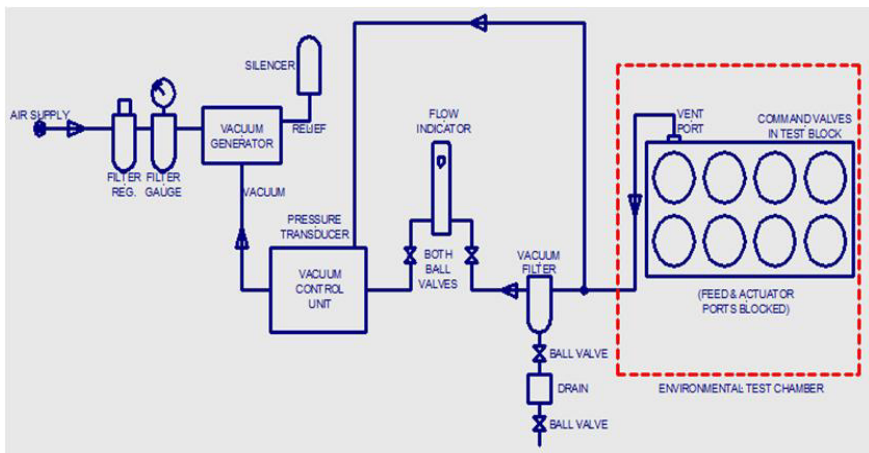 SILENCER
AIR SUPPLY
VACUUM
GENERATOR
RELIEF
FILTER
REG.
FILTER
GAUGE
VACUUM
FLOW
INDICATOR
PRESSURE
TRANSDUCER
VACUUM
CONTROL
UNIT
BOTH
BALL
VALVES
VACUUM
FILTER
BALL VALVE
DRAIN
BALL VALVE
VENT
PORT
COMMAND VALVES
IN TEST BLOCK
(FEED & ACTUATOR
PORTS BLOCKED)
ENVIRONMENTAL TEST CHAMBER